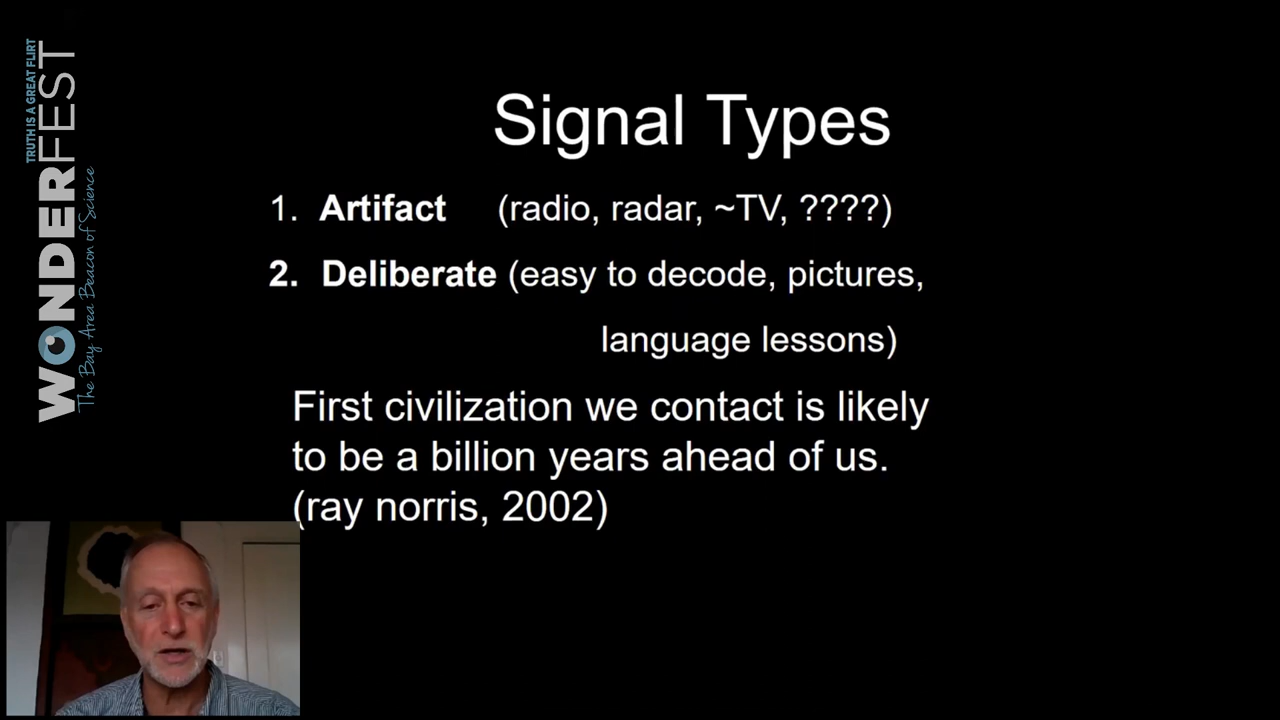 TRUTH IS A GREAT FLIRT
WONDERFEST
The Bay Area Beacon of Science
Signal Types
1. Artifact (radio, radar, ~TV, ????)
2. Deliberate (easy to decode, pictures,
language lessons)
First civilization we contact is likely
to be a billion years ahead of us.
(ray norris, 2002)